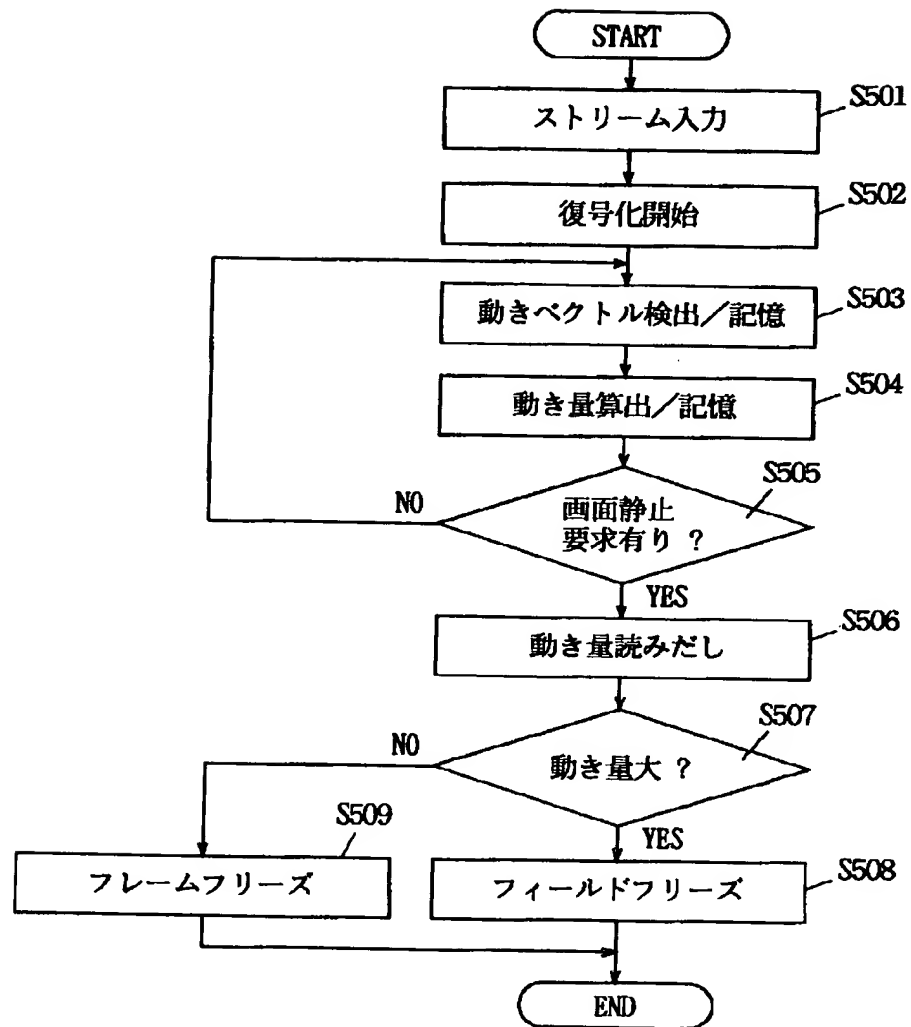 START
S501
ストリーム入力
S502
復号化開始
S503
動きベクトル検出／記憶
S504
動き量算出／記憶
S505
NO
画面静止
要求有り ?
YES
S506
動き量読みだし
S507
NO
動き量大 ?
YES
S509
フレームフリーズ
S508
フィールドフリーズ
END